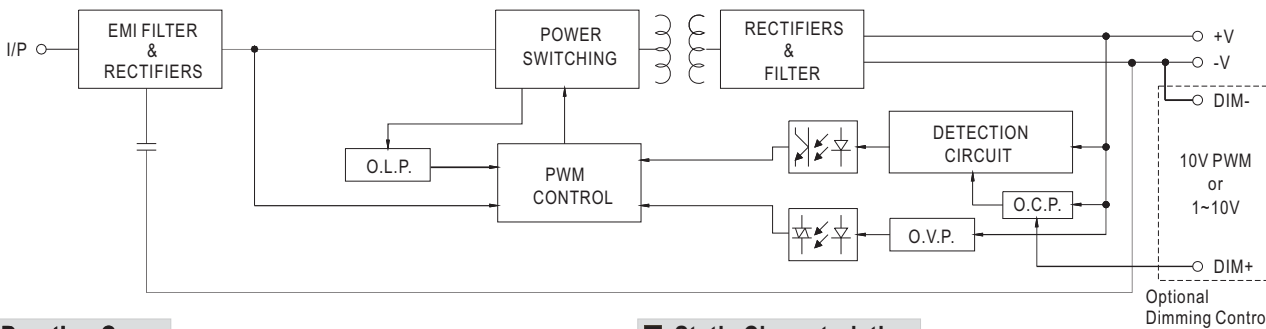 I/P
EMI FILTER
&
RECTIFIERS
POWER
SWITCHING
RECTIFIERS
&
FILTER
+V
-V
DIM-
O.L.P.
PWM
CONTROL
DETECTION
CIRCUIT
O.C.P.
O.V.P.
10V PWM
or
1~10V
DIM+
Optional
Dimming Contro